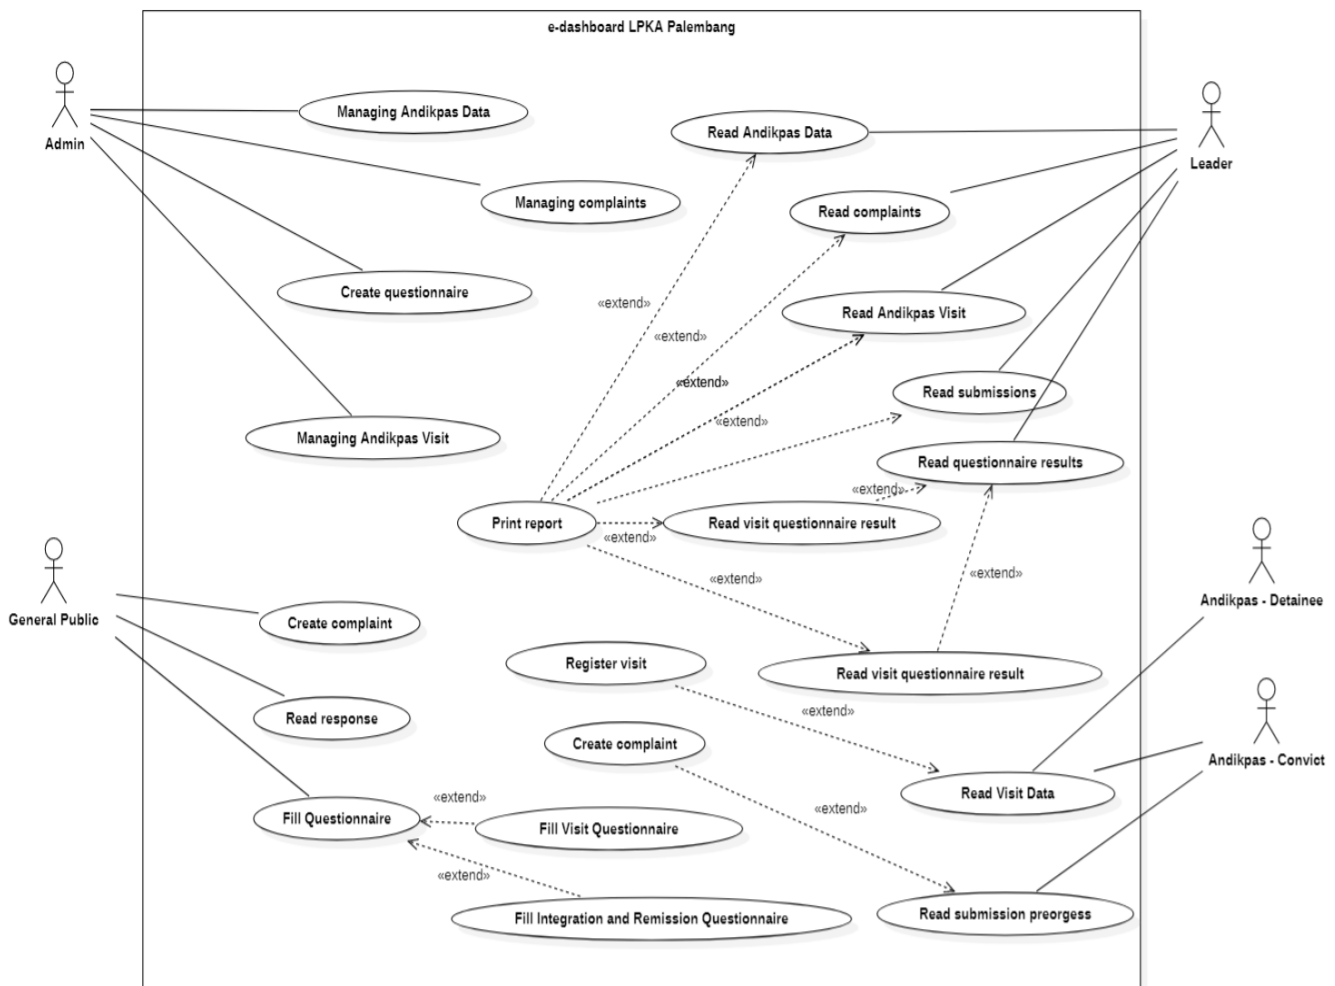 e-dashboard LPKA Palembang
Admin
Managing Andikpas Data
Read Andikpas Data
Leader
Managing complaints
Read complaints
Create questionnaire
«extend»
Read Andikpas Visit
«extend»
«extend»
Read submissions
«extend»
Managing Andikpas Visit
Read questionnaire results
«extend»
Print report
Read visit questionnaire result
«extend»
«extend»
«extend»
General Public
Andikpas - Detainee
Create complaint
Register visit
Read visit questionnaire result
Read response
«extend»
Create complaint
Andikpas - Convict
Read Visit Data
«extend»
«extend»
Fill Questionnaire
Fill Visit Questionnaire
«extend»
Fill Integration and Remission Questionnaire
Read submission preorgess